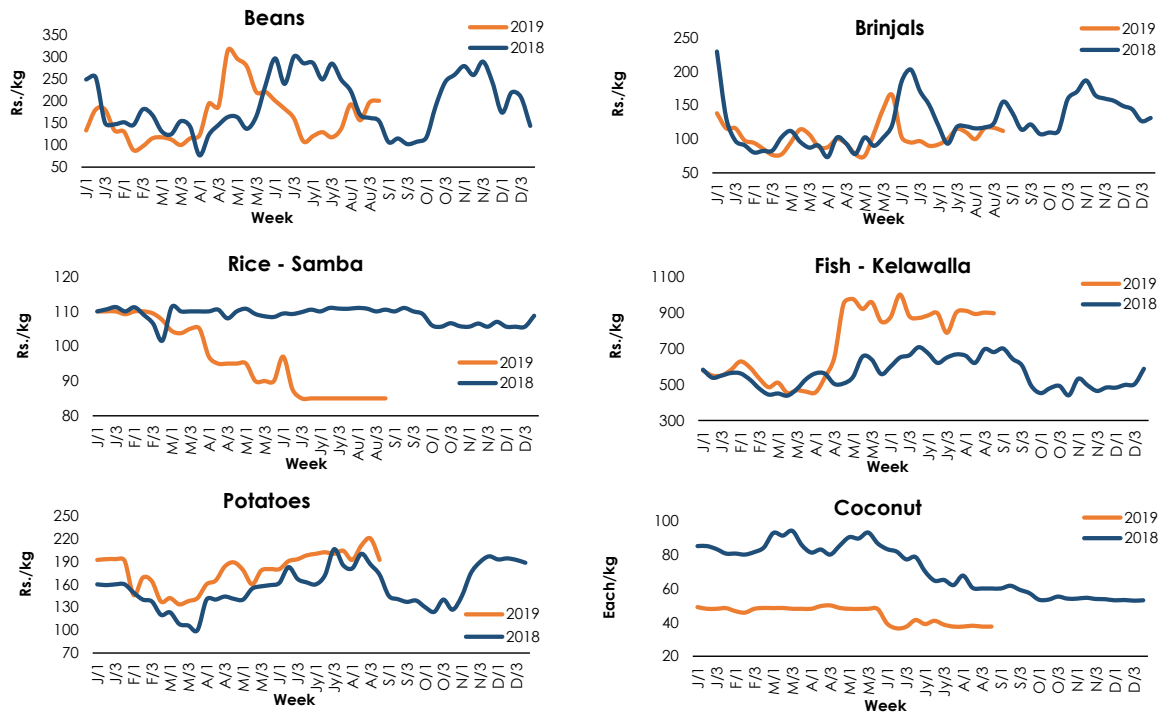 Beans
Rs./kg
350
300
250
200
150
100
50
2019
2018
J/1 J/3 F/1 F/3 M/1 M/3 A/1 A/3 M/1 M/3 J/1 J/3 Jy/1 Jy/3 Au/1 Au/3 S/1 S/3 O/1 O/3 N/1 N/3 D/1 D/3
Week
Brinjals
Rs./kg
250
200
150
100
50
2019
2018
J/1 J/3 F/1 F/3 M/1 M/3 A/1 A/3 M/1 M/3 J/1 J/3 Jy/1 Jy/3 Au/1 Au/3 S/1 S/3 O/1 O/3 N/1 N/3 D/1 D/3
Week
Rice - Samba
Rs./kg
120
110
100
90
80
2019
2018
J/1 J/3 F/1 F/3 M/1 M/3 A/1 A/3 M/1 M/3 J/1 J/3 Jy/1 Jy/3 Au/1 Au/3 S/1 S/3 O/1 O/3 N/1 N/3 D/1 D/3
Week
Fish - Kelawalla
Rs./kg
1100
900
700
500
300
2019
2018
J/1 J/3 F/1 F/3 M/1 M/3 A/1 A/3 M/1 M/3 J/1 J/3 Jy/1 Jy/3 A/1 A/3 S/1 S/3 O/1 O/3 N/1 N/3 D/1 D/3
Week
Potatoes
Rs./kg
250
220
190
160
130
100
70
2019
2018
J/1 J/3 F/1 F/3 M/1 M/3 A/1 A/3 M/1 M/3 J/1 J/3 Jy/1 Jy/3 A/1 A/3 S/1 S/3 O/1 O/3 N/1 N/3 D/1 D/3
Week
Coconut
Each/kg
100
80
60
40
20
2019
2018
J/1 J/3 F/1 F/3 M/1 M/3 A/1 A/3 M/1 M/3 J/1 J/3 Jy/1 Jy/3 A/1 A/3 S/1 S/3 O/1 O/3 N/1 N/3 D/1 D/3
Week